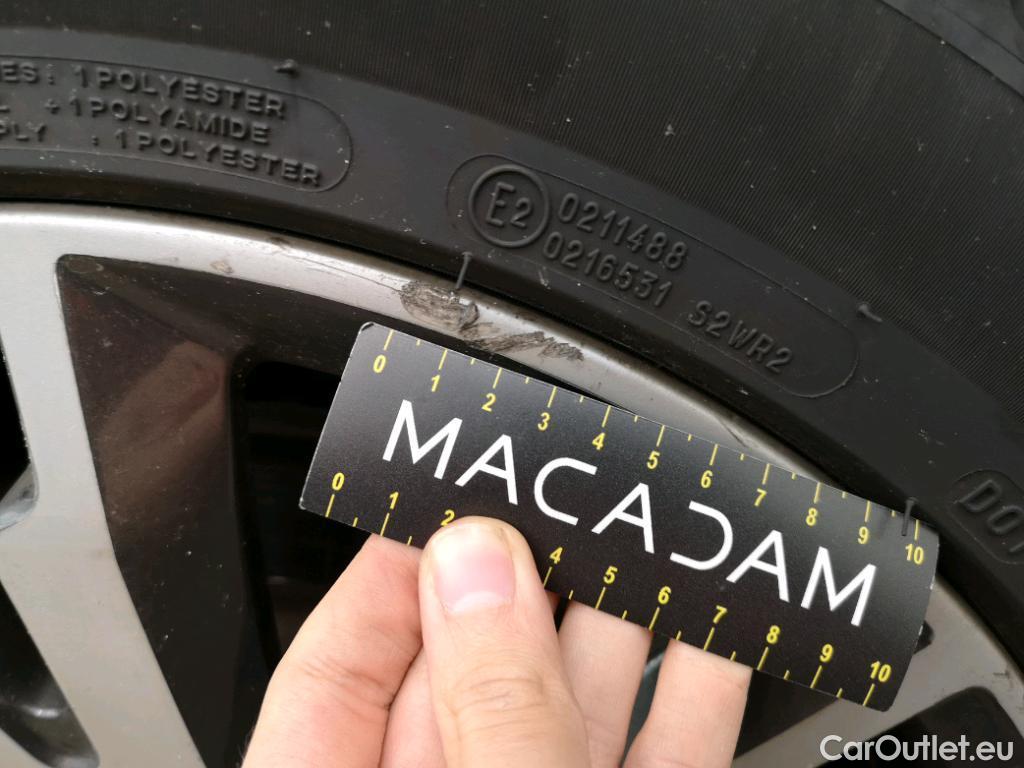 ES: 1 POLYESTER
+ 1 POLYAMIDE
PLY : 1 POLYESTER
E2 0211488
0216531 S2WR2
DOT
0 1 2 3 4 5 6 7 8 9 10
MACADAM
0 1 2 4 5 6 7 8 9 10
CarOutlet.eu